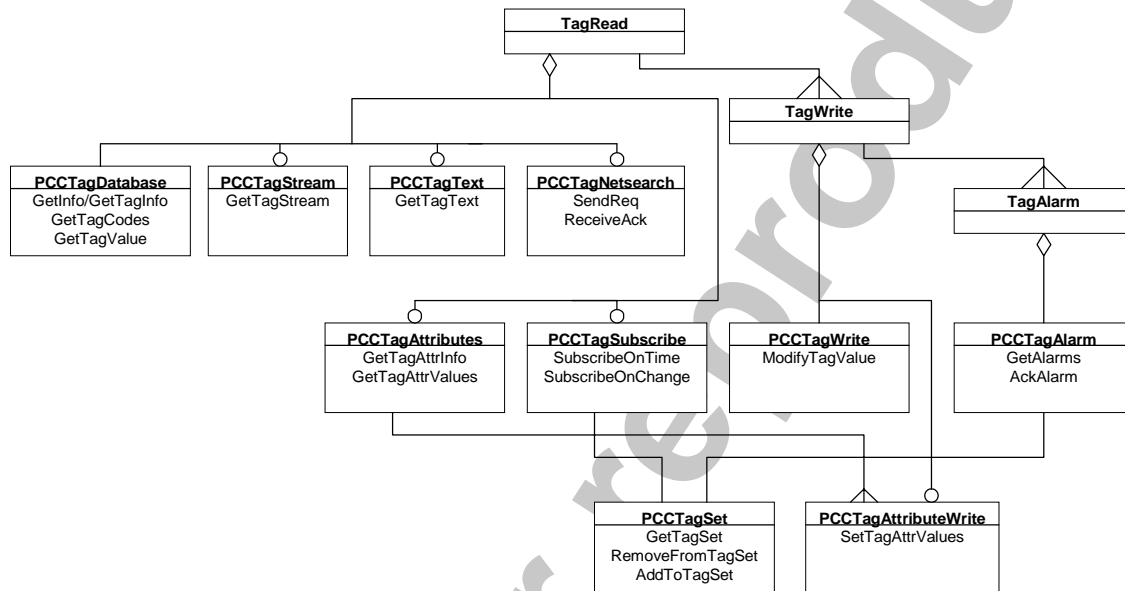 TagRead
TagWrite
PCCTagDatabase
GetInfo/GetTagInfo
GetTagCodes
GetTagValue
PCCTagStream
GetTagStream
PCCTagText
GetTagText
PCCTagNetsearch
SendReq
ReceiveAck
TagAlarm
PCCTagAttributes
GetTagAttrInfo
GetTagAttrValues
PCCTagSubscribe
SubscribeOnTime
SubscribeOnChange
PCCTagWrite
ModifyTagValue
PCCTagAlarm
GetAlarms
AckAlarm
PCCTagSet
GetTagSet
RemoveFromTagSet
AddToTagSet
PCCTagAttributeWrite
SetTagAttrValues